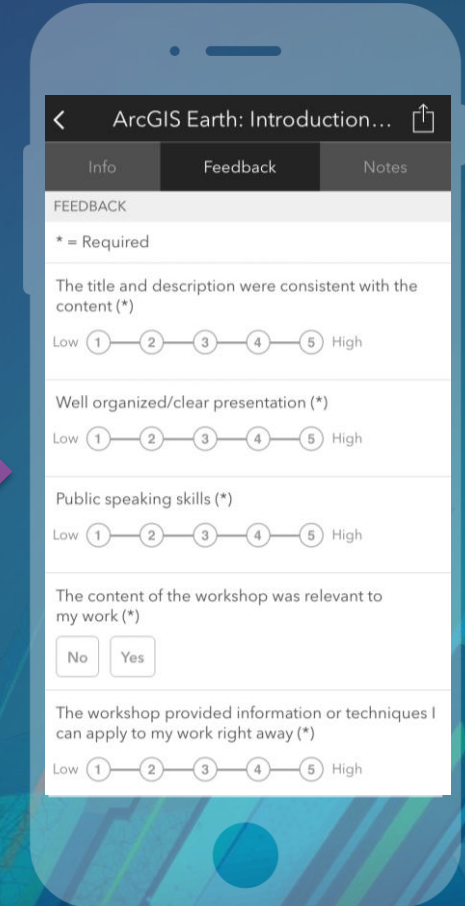 ArcGIS Earth: Introduction...
Info Feedback Notes
FEEDBACK
* = Required
The title and description were consistent with the
content (*)
Low 1 2 3 4 5 High
Well organized/clear presentation (*)
Low 1 2 3 4 5 High
Public speaking skills (*)
Low 1 2 3 4 5 High
The content of the workshop was relevant to
my work (*)
No Yes
The workshop provided information or techniques I
can apply to my work right away (*)
Low 1 2 3 4 5 High